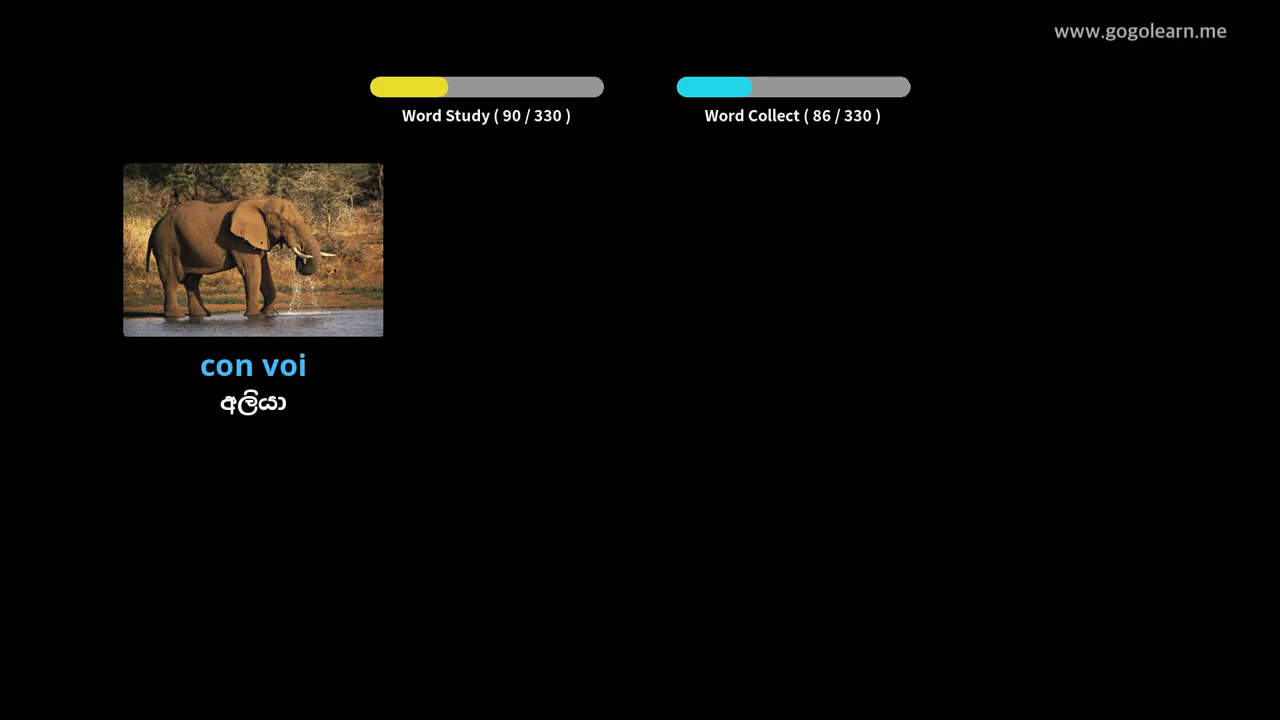 www.gogolearn.me
Word Study ( 90 / 330 )
Word Collect ( 86 / 330 )
con voi
අලියා